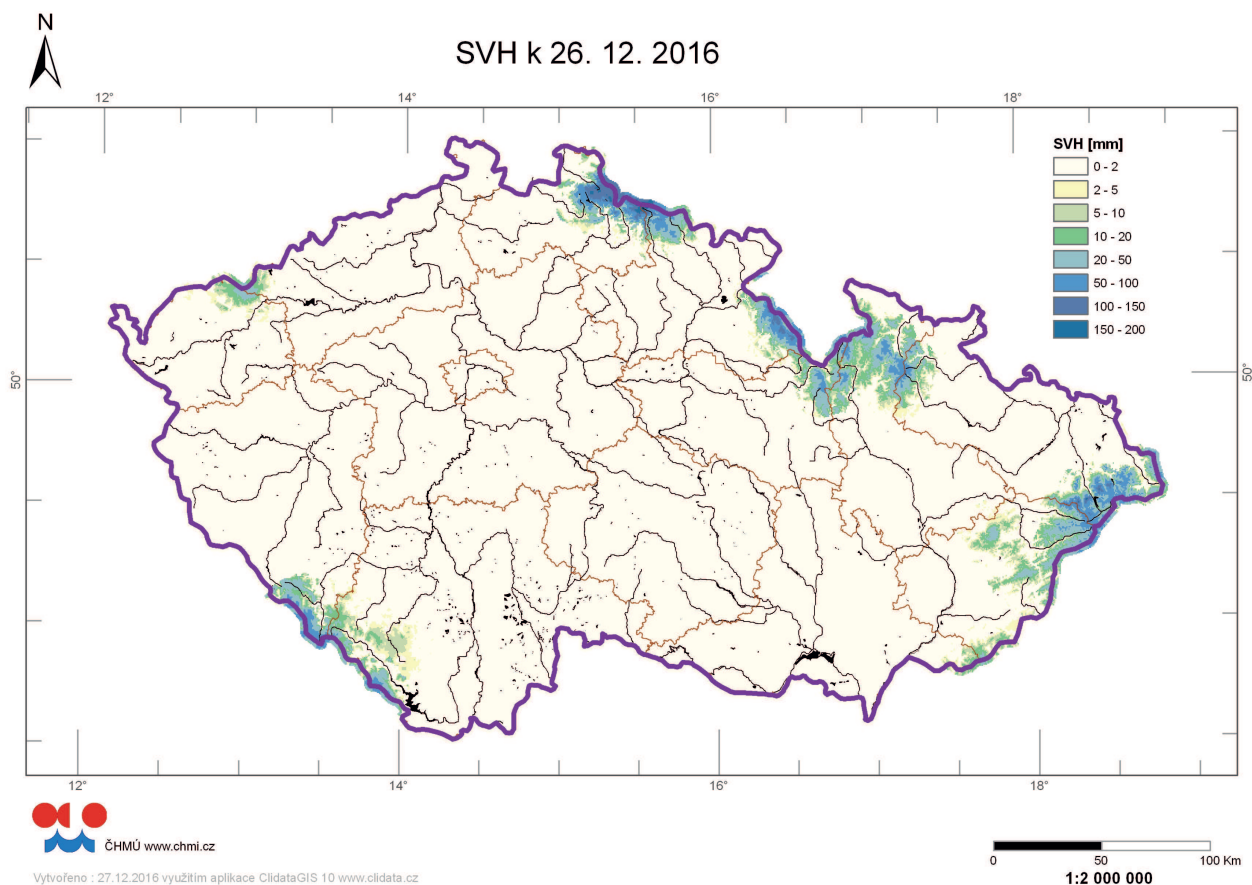 N
SVH k 26. 12. 2016
12° 14° 16° 18°
SVH [mm]
0 - 2
2 - 5
5 - 10
10 - 20
20 - 50
50 - 100
100 - 150
150 - 200
50° 50°
12° 14° 16° 18°
ČHMÚ www.chmi.cz
0 50 100 Km
1:2 000 000
Vytvořeno : 27.12.2016 využitím aplikace ClidataGIS 10 www.clidata.cz